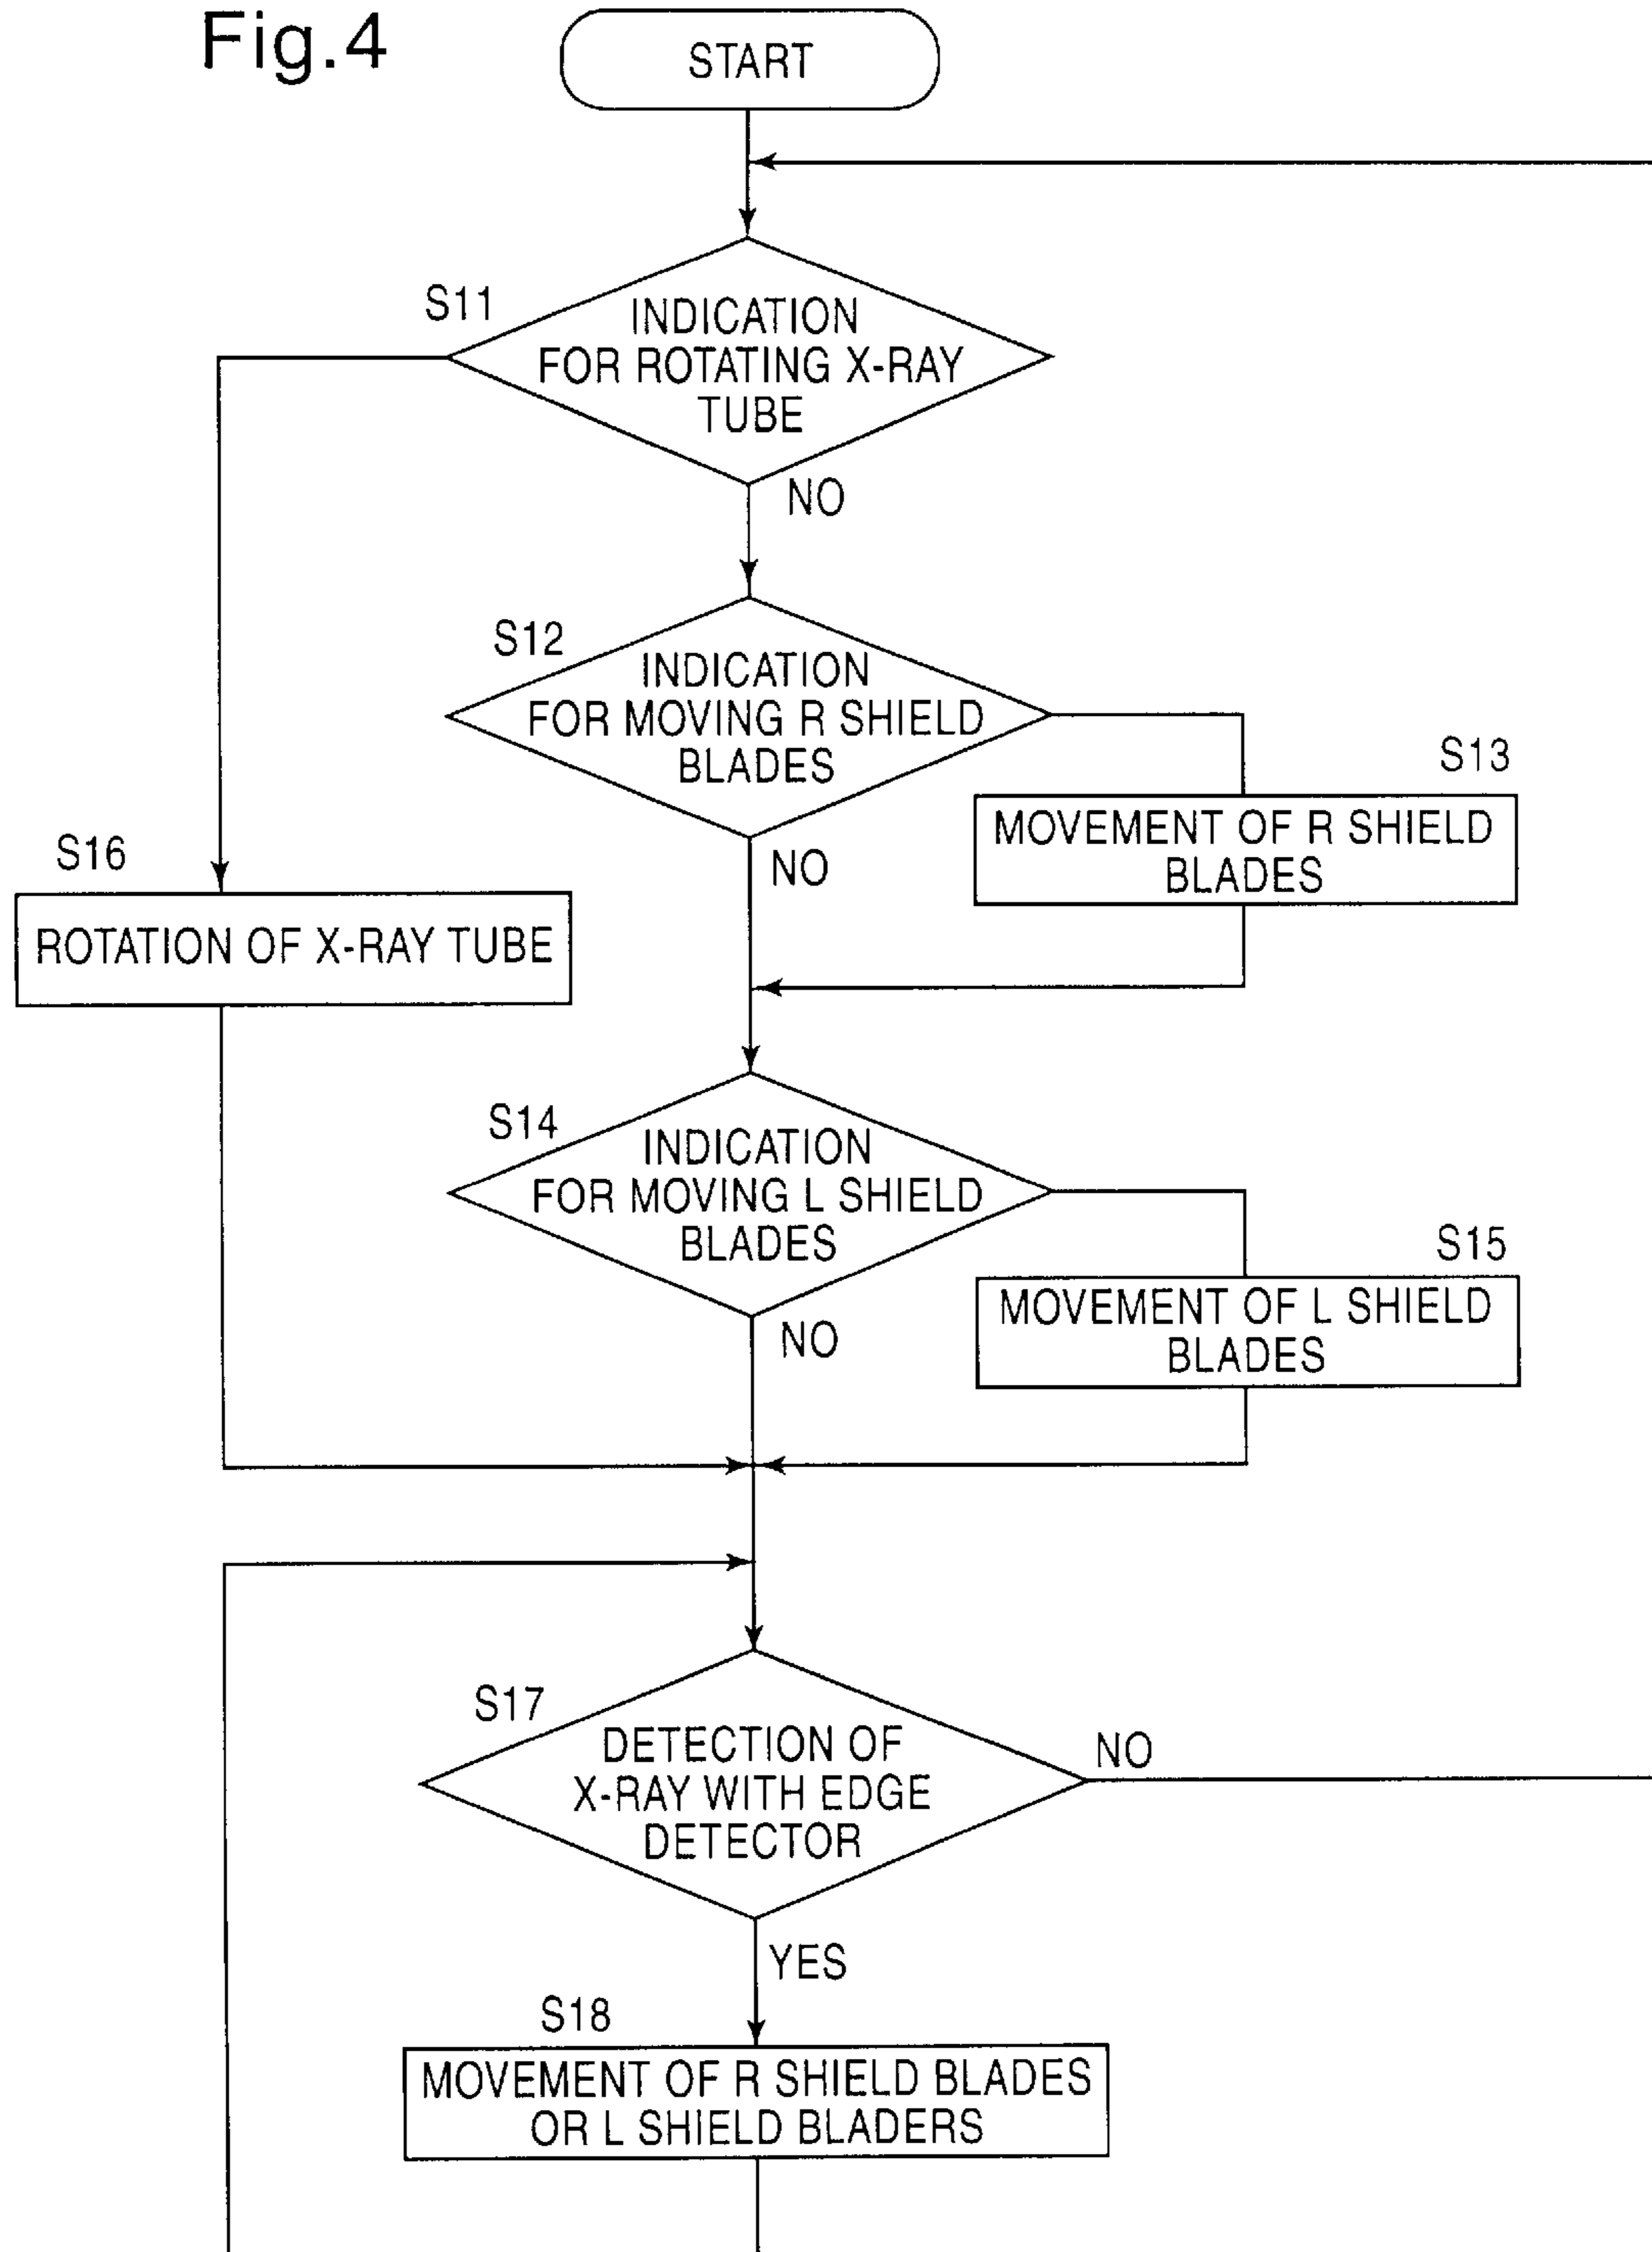 Fig.4
START
S11
INDICATION
FOR ROTATING X-RAY
TUBE
NO
S12
INDICATION
FOR MOVING R SHIELD
BLADES
S13
MOVEMENT OF R SHIELD
BLADES
NO
S16
ROTATION OF X-RAY TUBE
S14
INDICATION
FOR MOVING L SHIELD
BLADES
S15
MOVEMENT OF L SHIELD
BLADES
NO
S17
DETECTION OF
X-RAY WITH EDGE
DETECTOR
NO
YES
S18
MOVEMENT OF R SHIELD BLADES
OR L SHIELD BLADERS